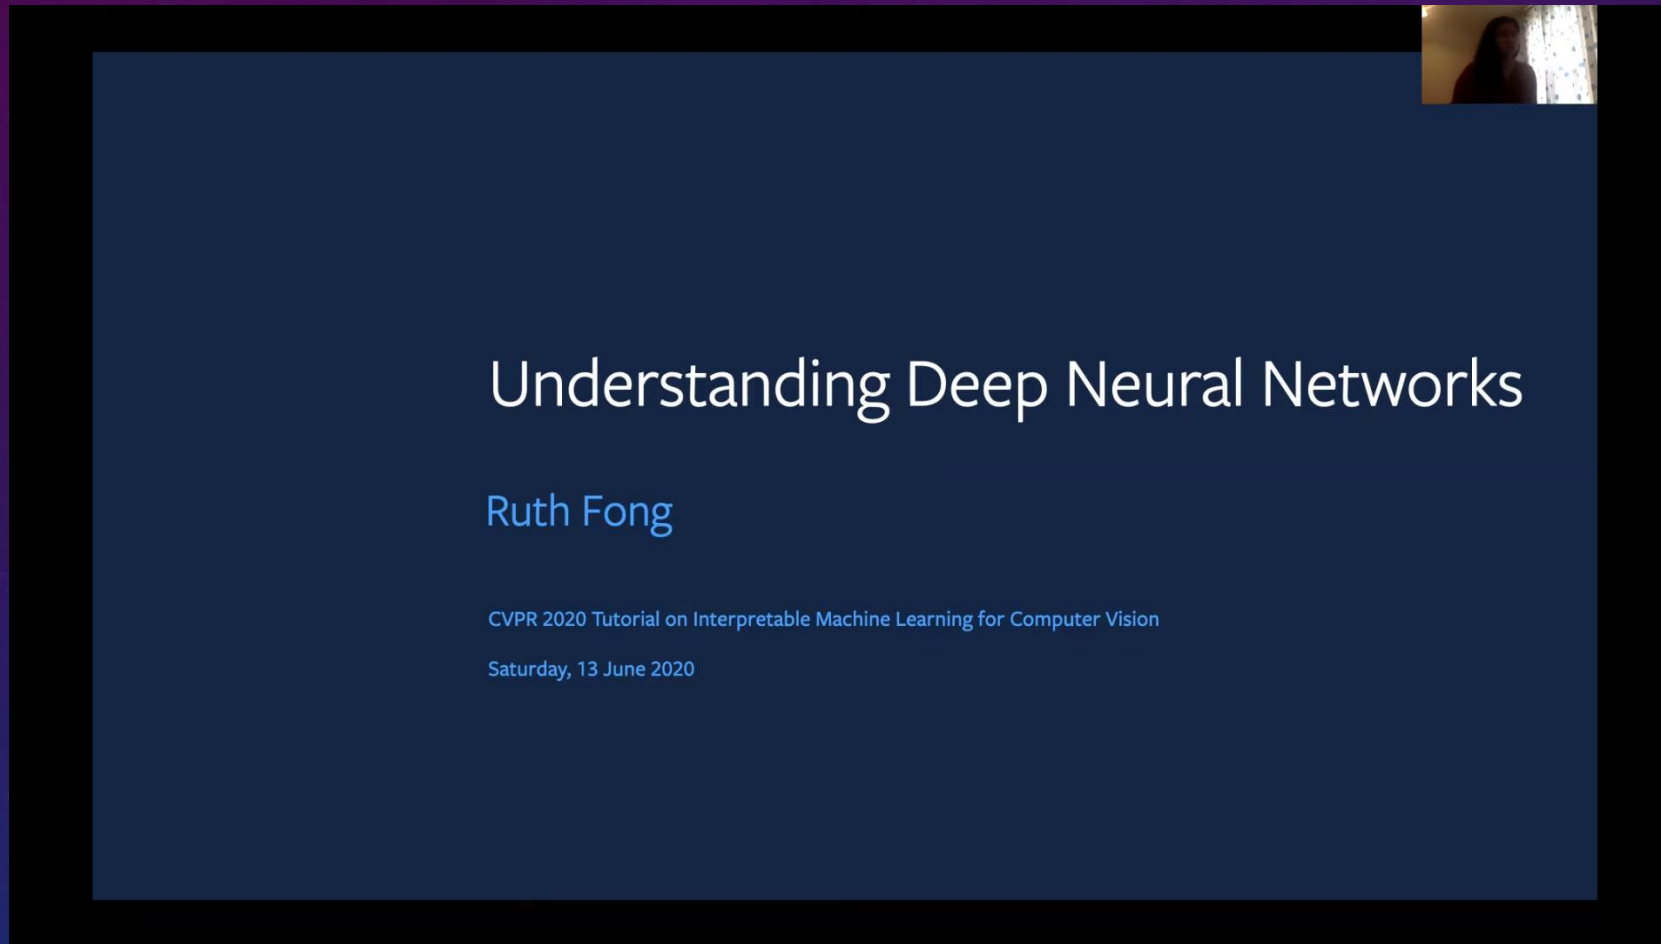 Understanding Deep Neural Networks
Ruth Fong
CVPR 2020 Tutorial on Interpretable Machine Learning for Computer Vision
Saturday, 13 June 2020